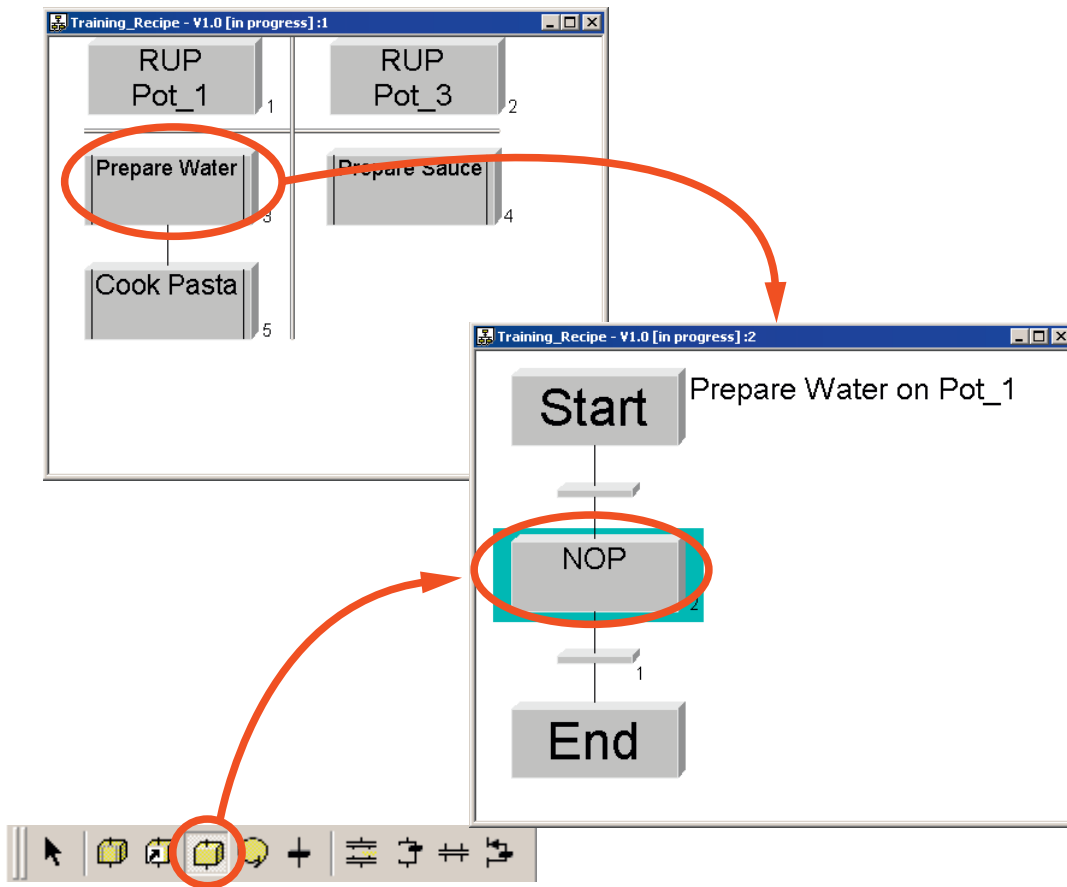 Training_Recipe - V1.0 [in progress] :1
RUP
Pot_1
1
RUP
Pot_3
2
Prepare Water
3
Prepare Sauce
4
Cook Pasta
5
Training_Recipe - V1.0 [in progress] :2
Start
Prepare Water on Pot_1
NOP
2
1
End